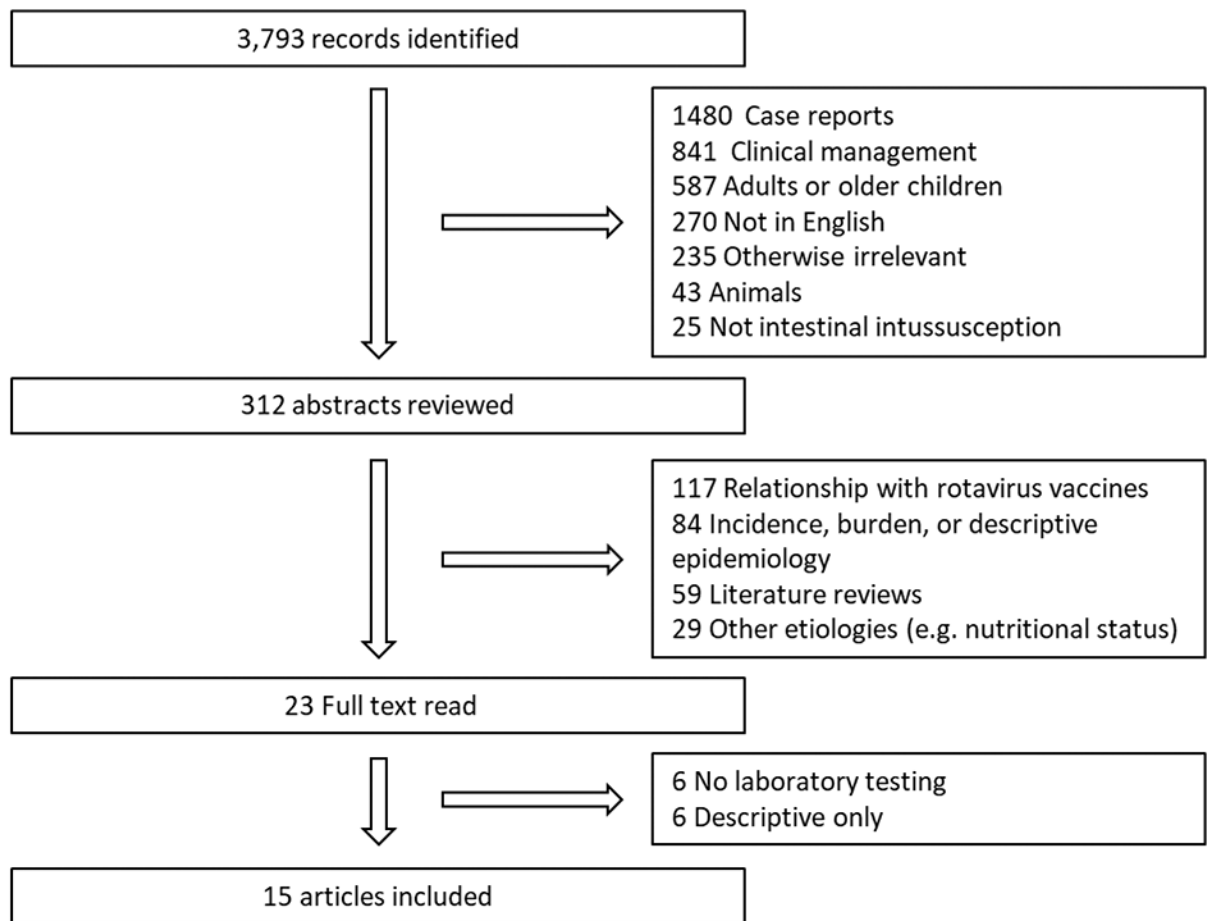 3,793 records identified
1480 Case reports
841 Clinical management
587 Adults or older children
270 Not in English
235 Otherwise irrelevant
43 Animals
25 Not intestinal intussusception
312 abstracts reviewed
117 Relationship with rotavirus vaccines
84 Incidence, burden, or descriptive
epidemiology
59 Literature reviews
29 Other etiologies (e.g. nutritional status)
23 Full text read
6 No laboratory testing
6 Descriptive only
15 articles included